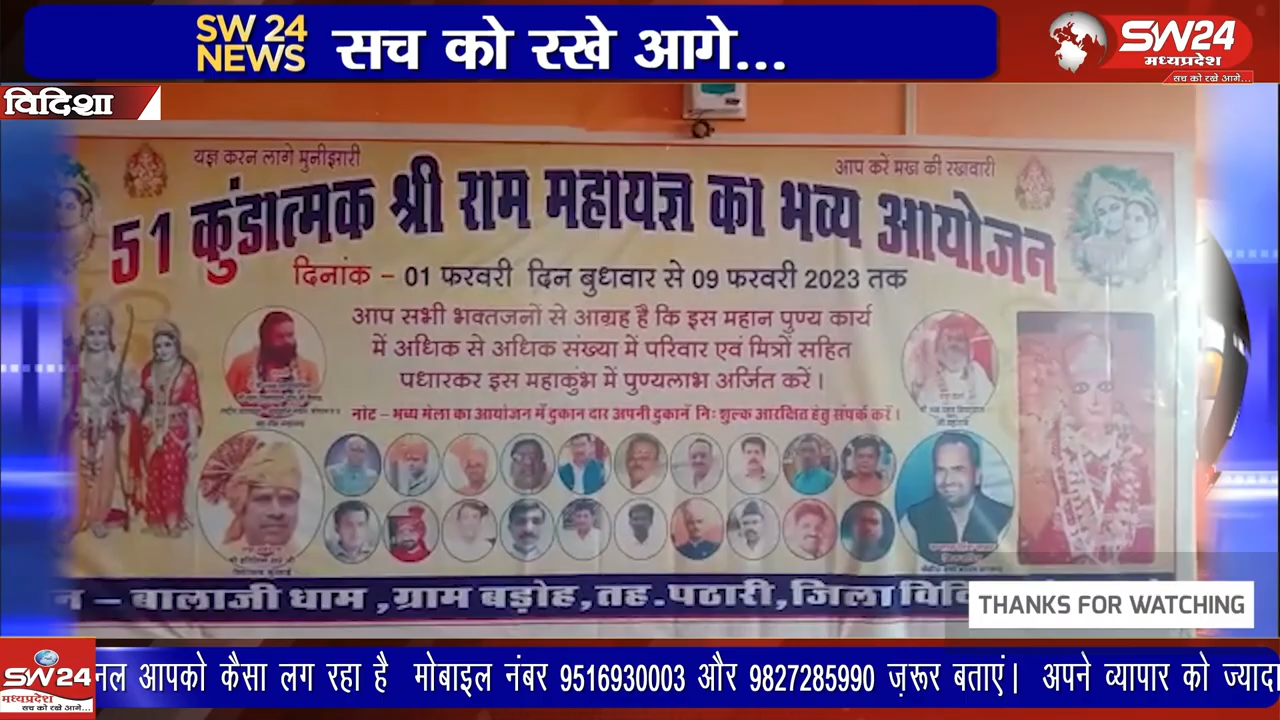 SW 24
NEWS
सच को रखे आगे...
SW24
मध्यप्रदेश
सच को रखे आगे...
विदिशा
यज्ञ करन लागे मुनीझारी
आप करें मख की रखवारी
51 कुंडात्मक श्री राम महायज्ञ का भव्य आयोजन
दिनांक - 01 फरवरी दिन बुधवार से 09 फरवरी 2023 तक
आप सभी भक्तजनों से आग्रह है कि इस महान पुण्य कार्य
में अधिक से अधिक संख्या में परिवार एवं मित्रों सहित
पधारकर इस महाकुंभ में पुण्यलाभ अर्जित करें।
नोट - भव्य मेला का आयोजन में दुकान दार अपनी दुकानें निः शुल्क आरक्षित हेतु संपर्क करें।
न - बालाजी धाम, ग्राम बड़ोह, तह. पठारी, जिला
THANKS FOR WATCHING
SW24
मध्यप्रदेश
सच को रखे आगे...
नल आपको कैसा लग रहा है मोबाइल नंबर 9516930003 और 9827285990 ज़रूर बताएं। अपने व्यापार को ज्याद